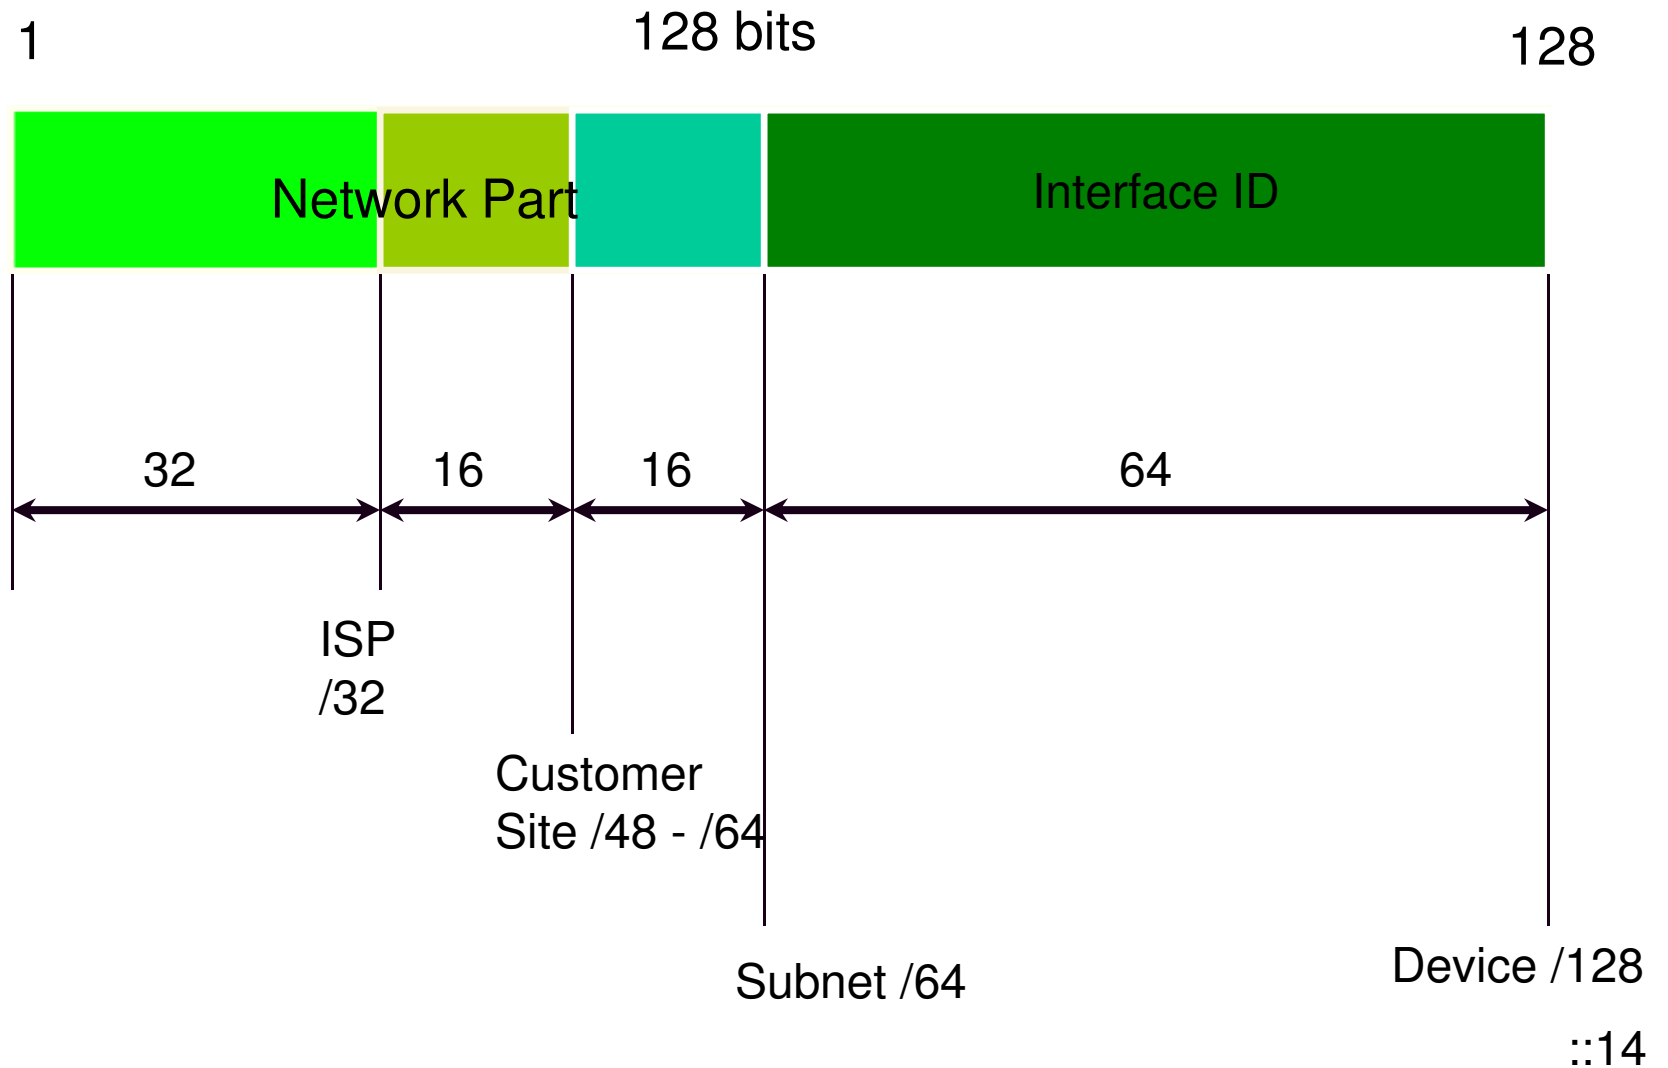 1
128 bits
128
Network Part
Interface ID
32
16
16
64
ISP
/32
Customer
Site /48 - /64
Subnet /64
Device /128
::14